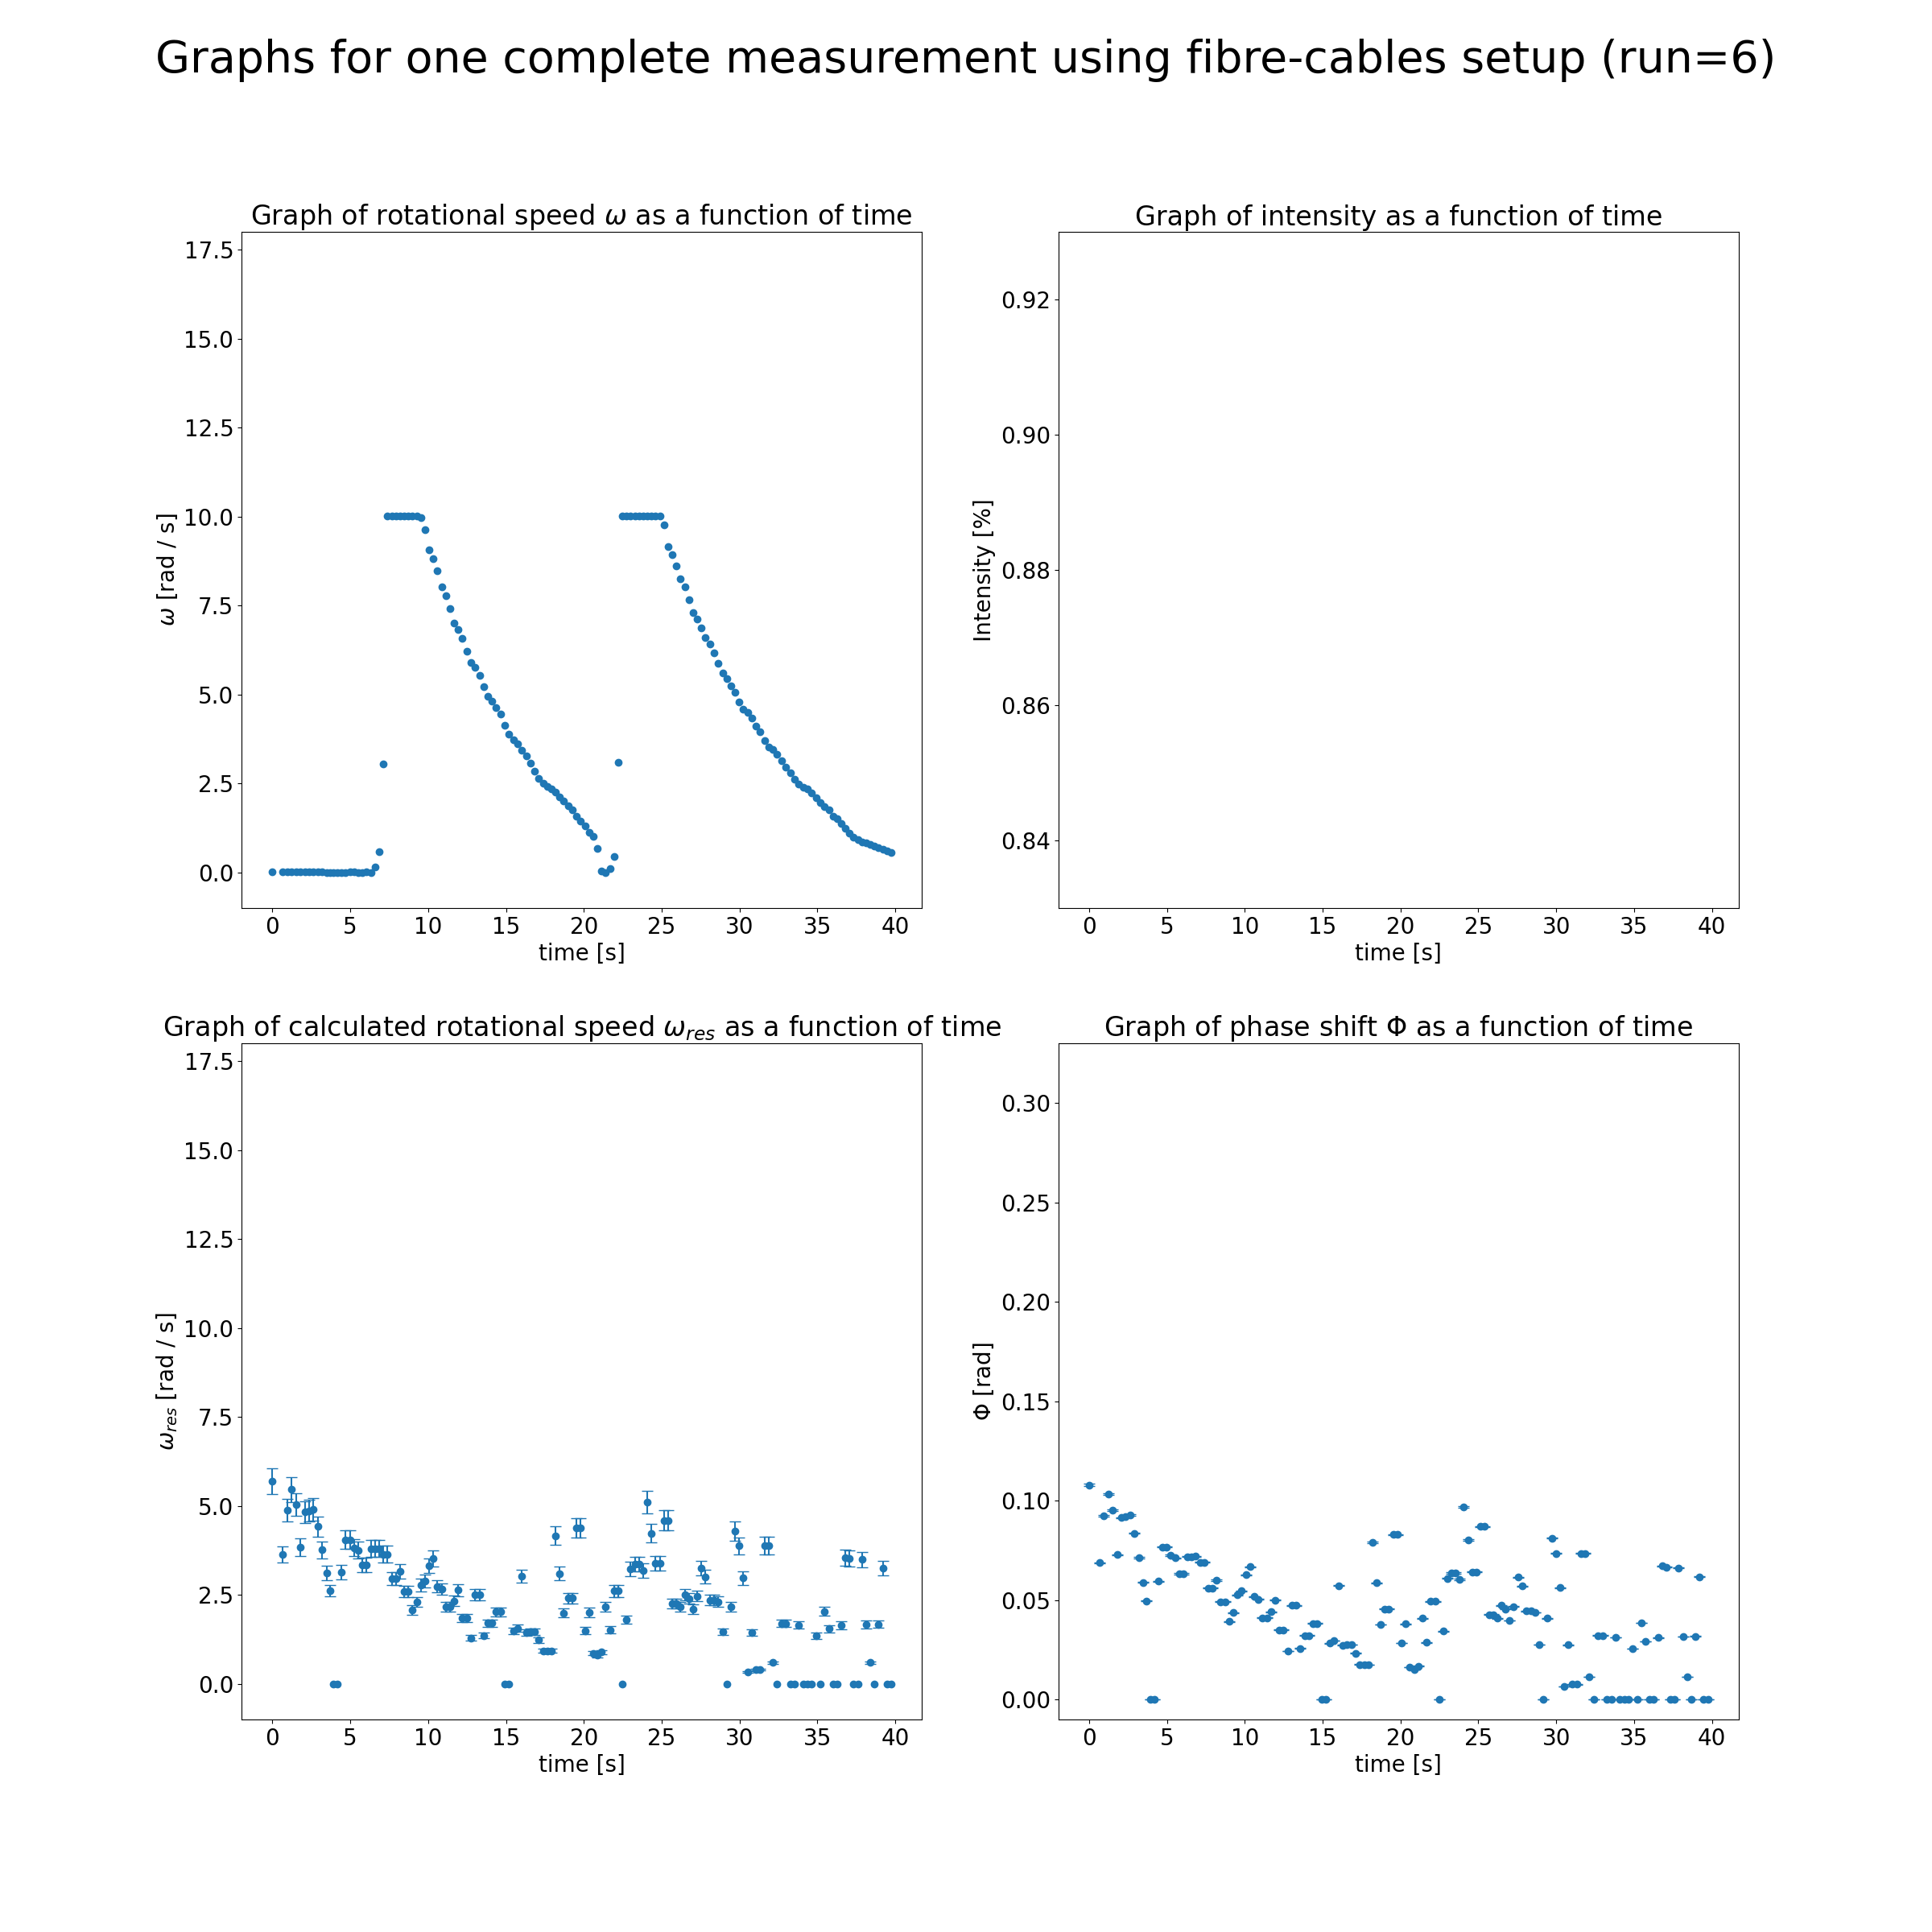 Graphs for one complete measurement using fibre-cables setup (run=6)
Graph of rotational speed ω as a function of time
17.5
15.0
12.5
10.0
7.5
5.0
2.5
0.0
ω [rad / s]
0 5 10 15 20 25 30 35 40
time [s]
Graph of intensity as a function of time
0.92
0.90
0.88
0.86
0.84
Intensity [%]
0 5 10 15 20 25 30 35 40
time [s]
Graph of calculated rotational speed ω_res as a function of time
17.5
15.0
12.5
10.0
7.5
5.0
2.5
0.0
ω_res [rad / s]
0 5 10 15 20 25 30 35 40
time [s]
Graph of phase shift Φ as a function of time
0.30
0.25
0.20
0.15
0.10
0.05
0.00
Φ [rad]
0 5 10 15 20 25 30 35 40
time [s]